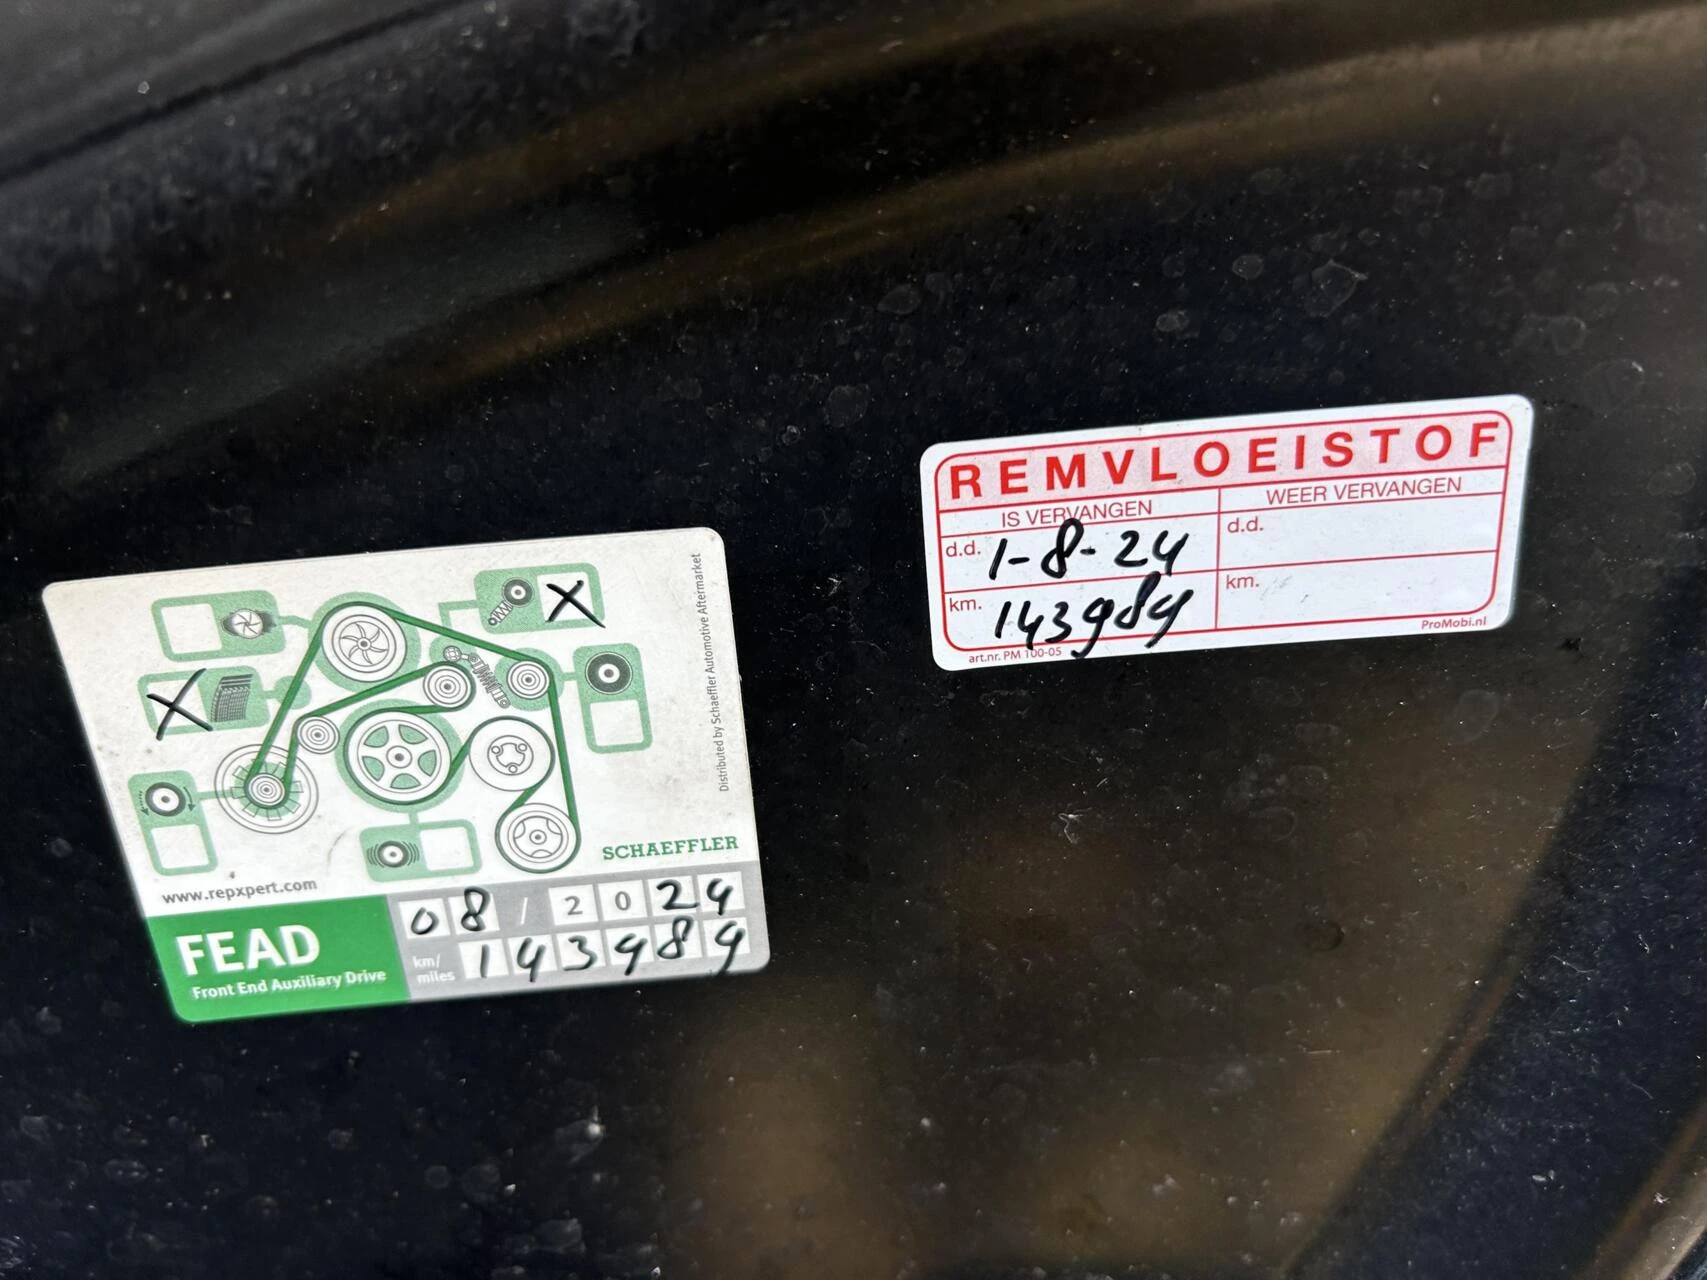 REMVLOEISTOF
IS VERVANGEN
WEER VERVANGEN
d.d. 1-8-24
d.d.
km. 143989
km.
art.nr. PM 100-05
ProMobi.nl
Distributed by Schaeffler Automotive Aftermarket
X
X
SCHAEFFLER
www.repxpert.com
FEAD
Front End Auxiliary Drive
08 / 2024
km/
miles
143989